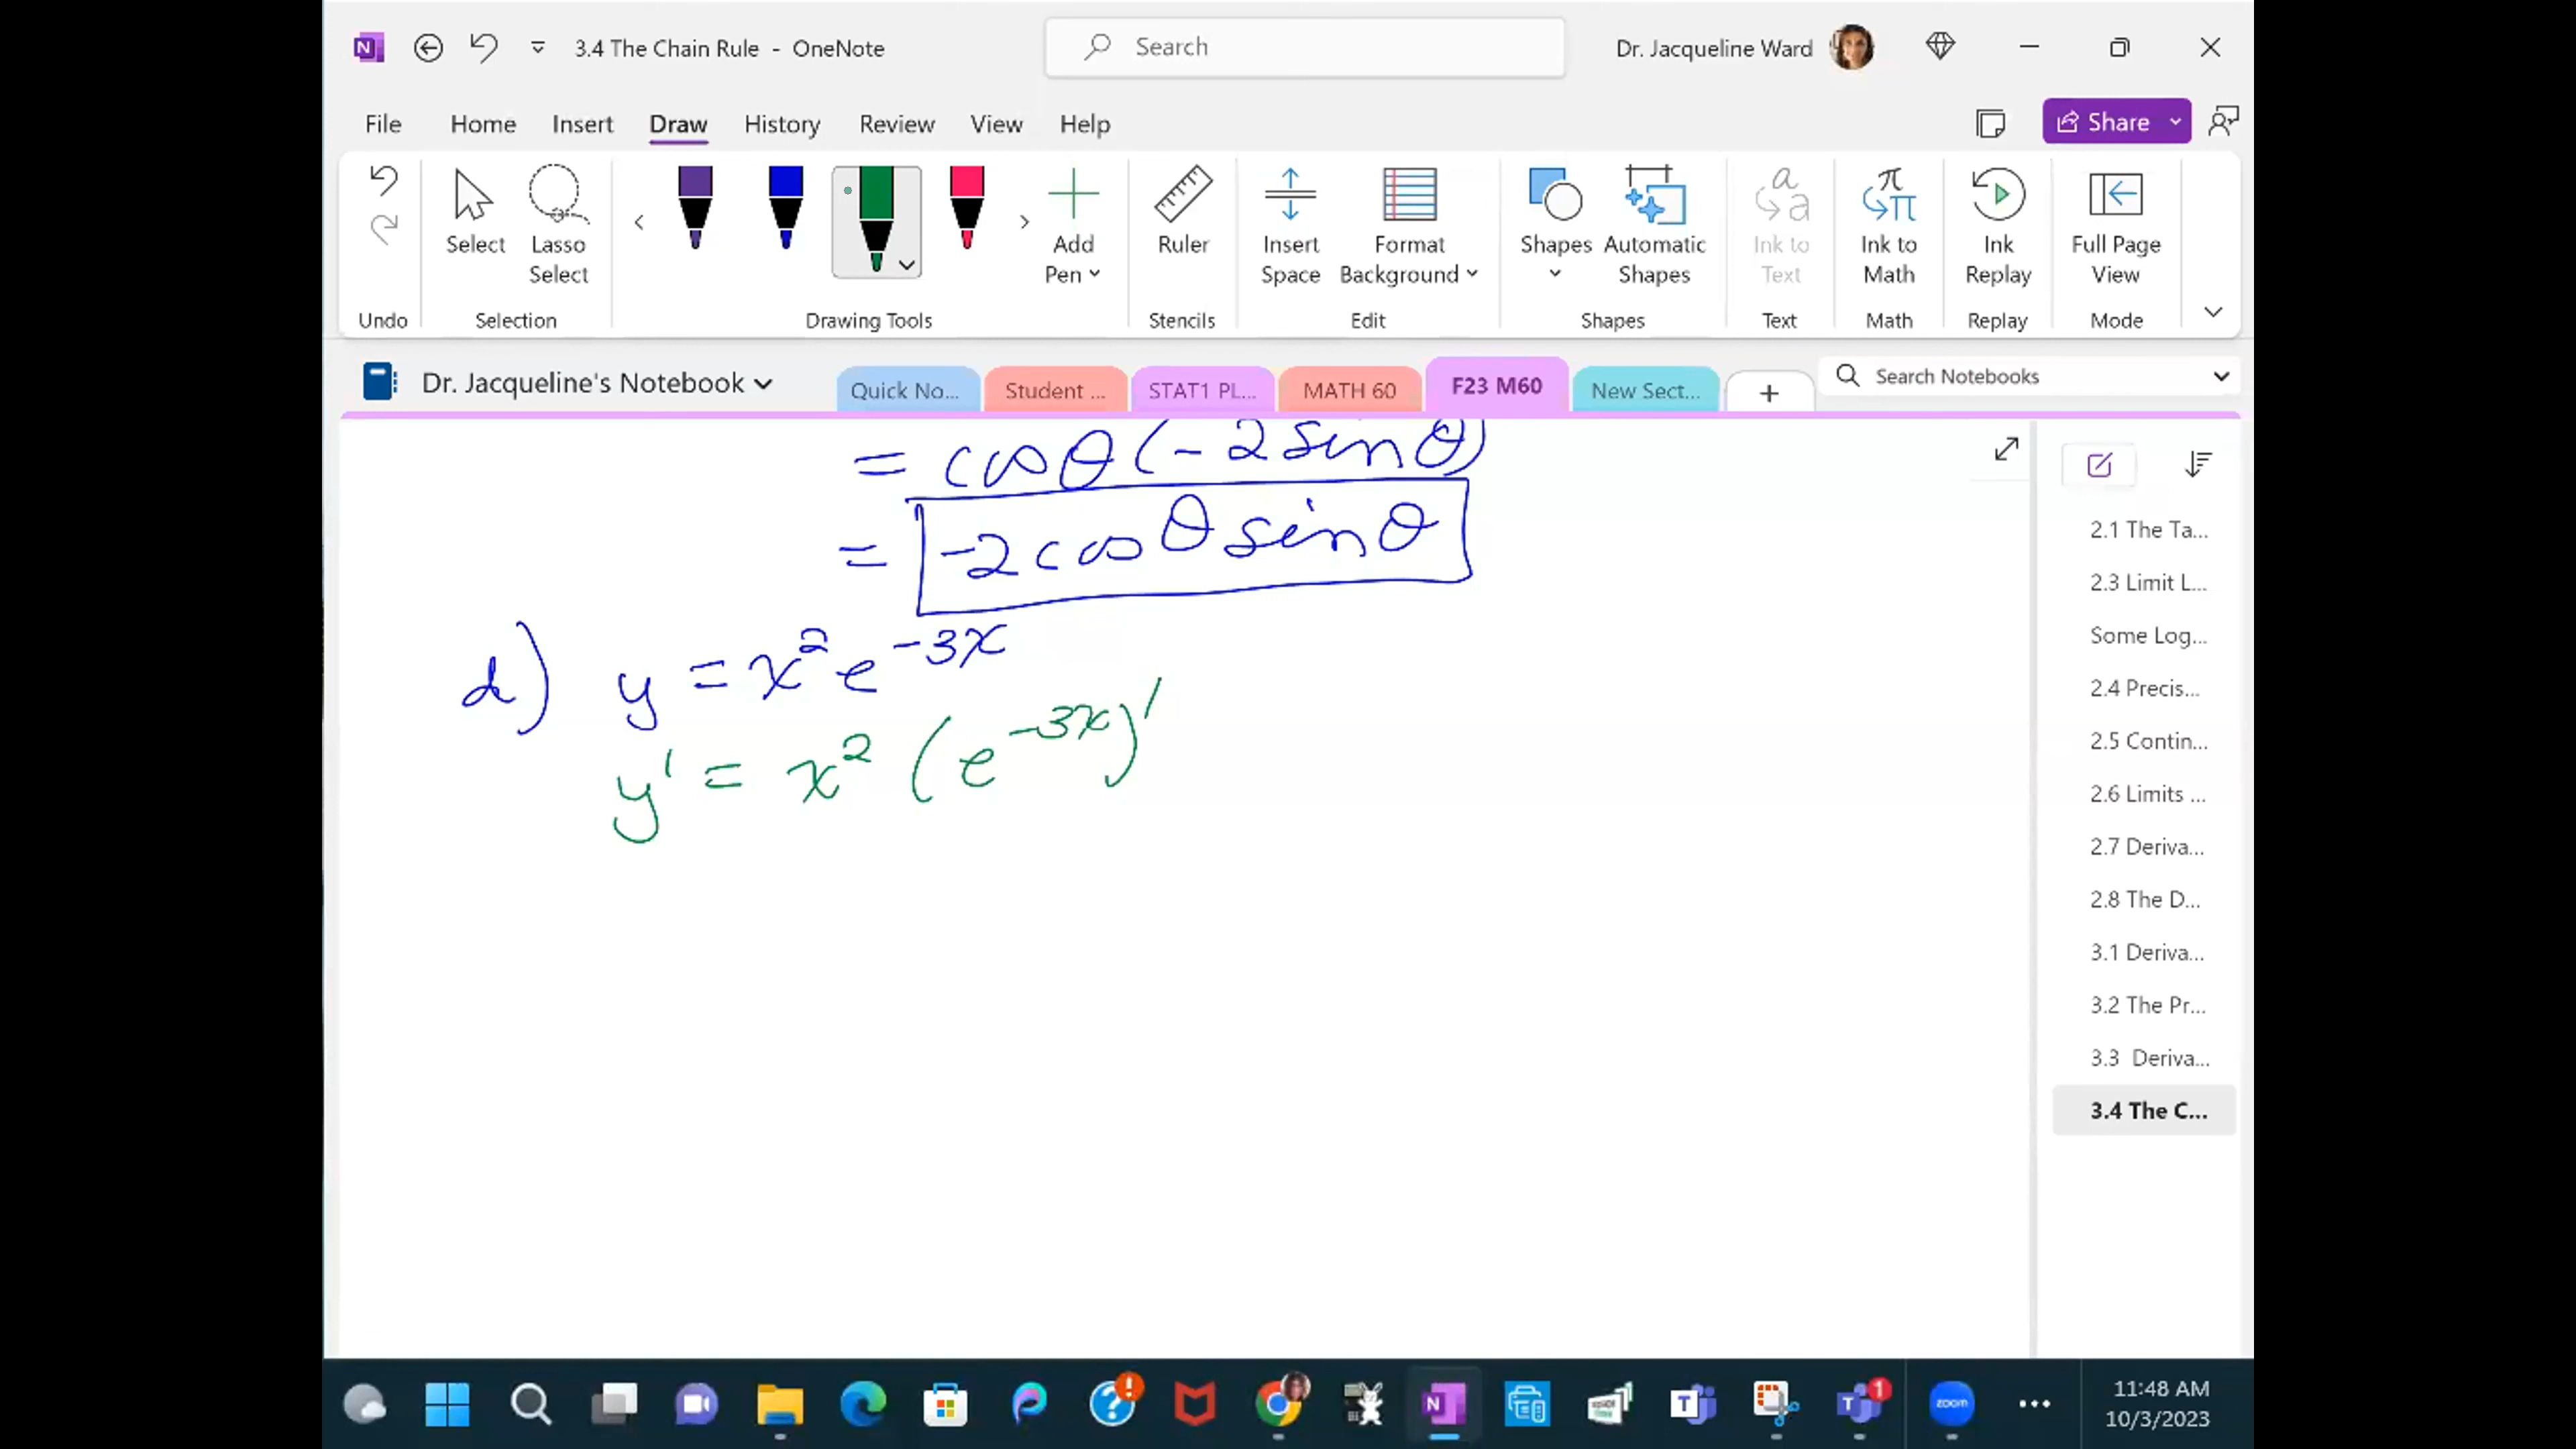 3.4 The Chain Rule - OneNote
Search
Dr. Jacqueline Ward
File Home Insert Draw History Review View Help
Share
Select
Lasso Select
Add Pen
Ruler
Insert Space
Format Background
Shapes
Automatic Shapes
Ink to Text
Ink to Math
Ink Replay
Full Page View
Undo Selection Drawing Tools Stencils Edit Shapes Text Math Replay Mode
Dr. Jacqueline's Notebook
Quick No... Student ... STAT1 PL... MATH 60 F23 M60 New Sect... +
Search Notebooks
= cosθ(-2sinθ)
= -2cosθsinθ
d) y = x²e^{-3x}
y' = x²(e^{-3x})'
2.1 The Ta...
2.3 Limit L...
Some Log...
2.4 Precis...
2.5 Contin...
2.6 Limits ...
2.7 Deriva...
2.8 The D...
3.1 Deriva...
3.2 The Pr...
3.3 Deriva...
3.4 The C...
zoom
11:48 AM
10/3/2023